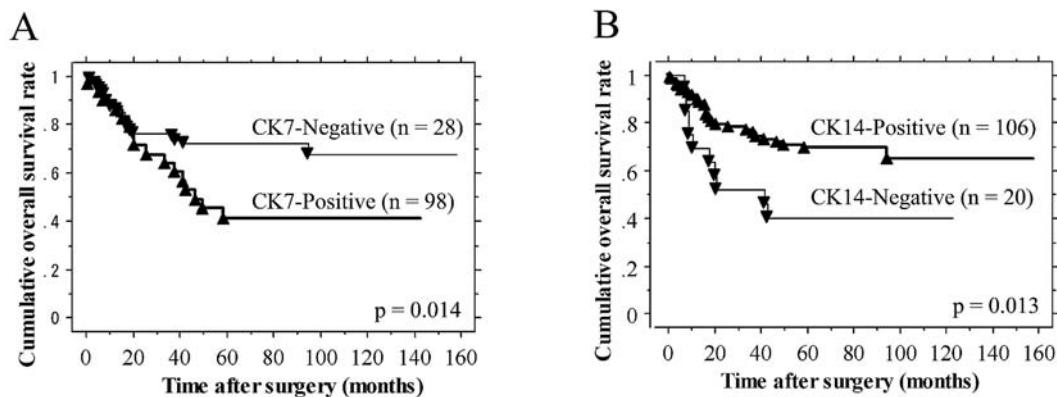 A
Cumulative overall survival rate
1
.8
.6
.4
.2
0
CK7-Negative (n = 28)
CK7-Positive (n = 98)
p = 0.014
0 20 40 60 80 100 120 140 160
Time after surgery (months)
B
Cumulative overall survival rate
1
.8
.6
.4
.2
0
CK14-Positive (n = 106)
CK14-Negative (n = 20)
p = 0.013
0 20 40 60 80 100 120 140 160
Time after surgery (months)